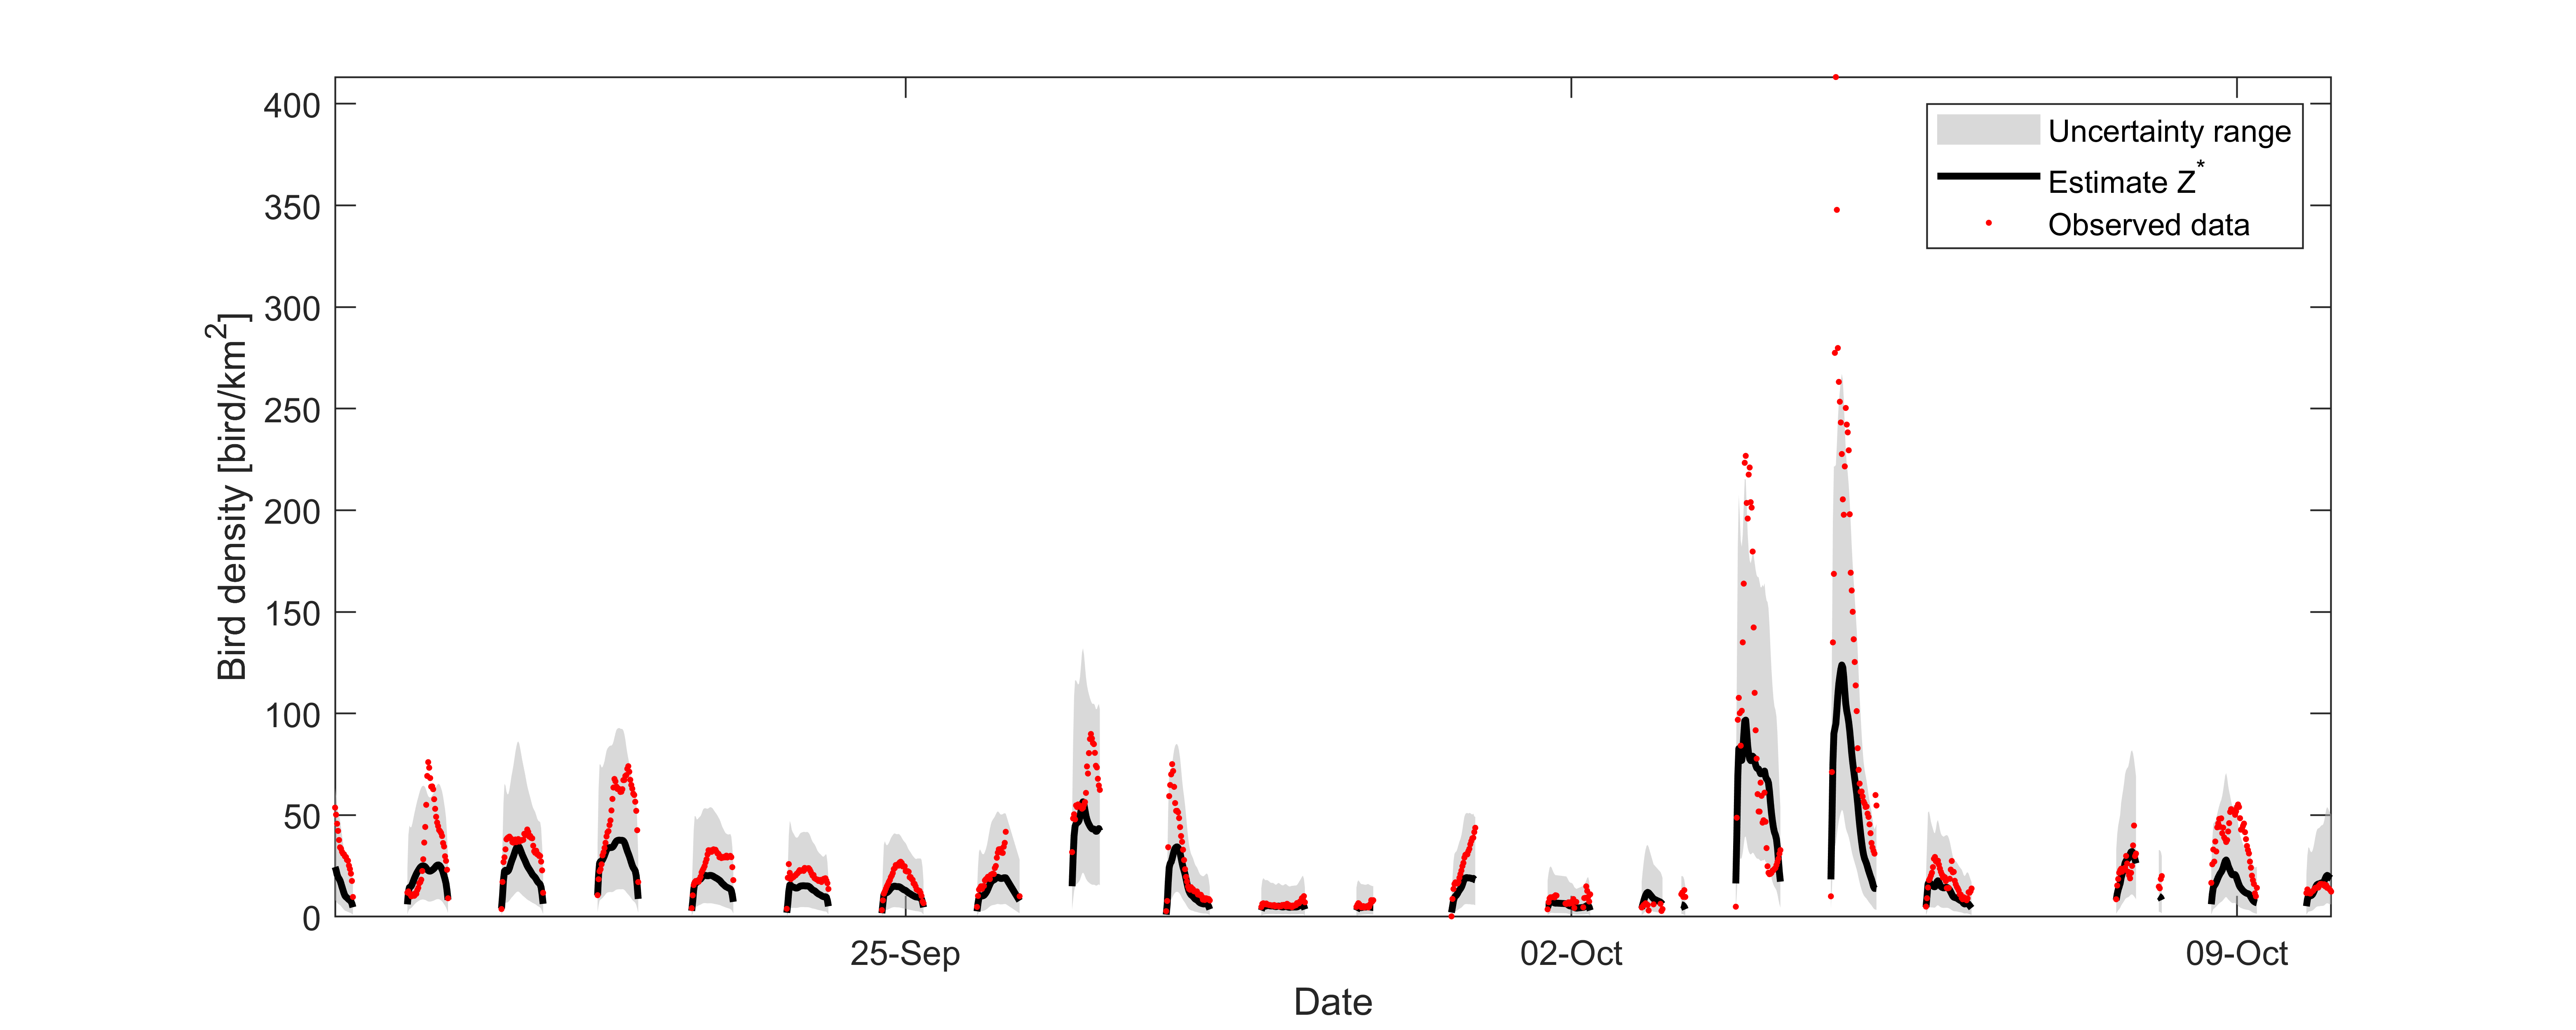 400
350
300
250
200
150
100
50
0
Bird density [bird/km²]
25-Sep
02-Oct
09-Oct
Date
Uncertainty range
Estimate Z*
Observed data